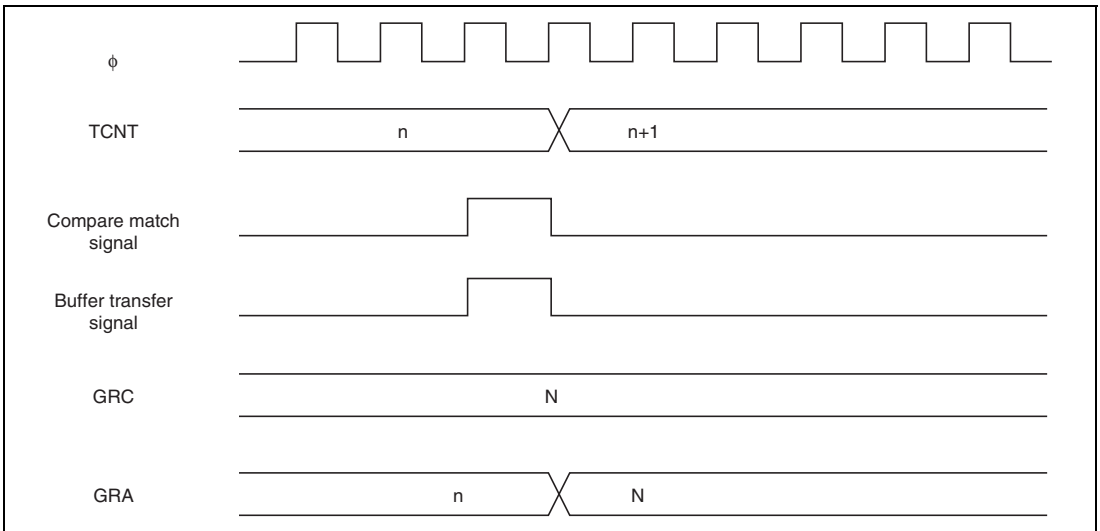 ϕ
TCNT
n
n+1
Compare match
signal
Buffer transfer
signal
GRC
N
GRA
n
N